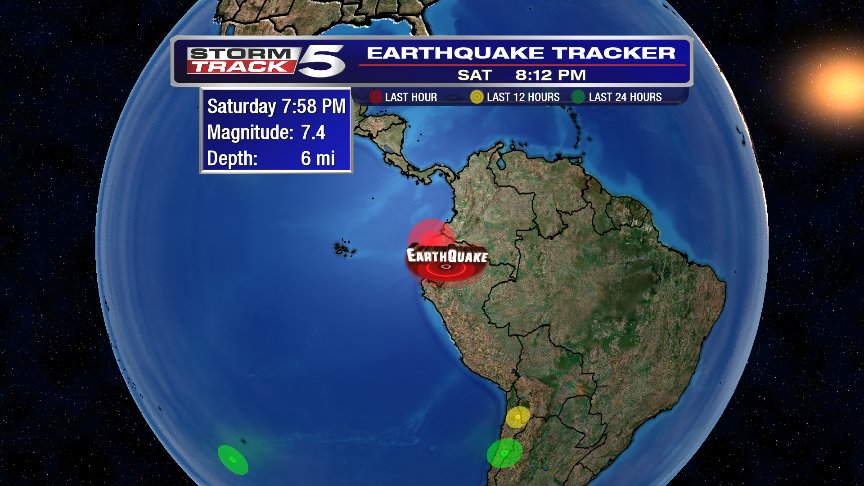 STORM TRACK 5
EARTHQUAKE TRACKER
SAT 8:12 PM
LAST HOUR LAST 12 HOURS LAST 24 HOURS
Saturday 7:58 PM
Magnitude: 7.4
Depth: 6 mi
EARTHQUAKE